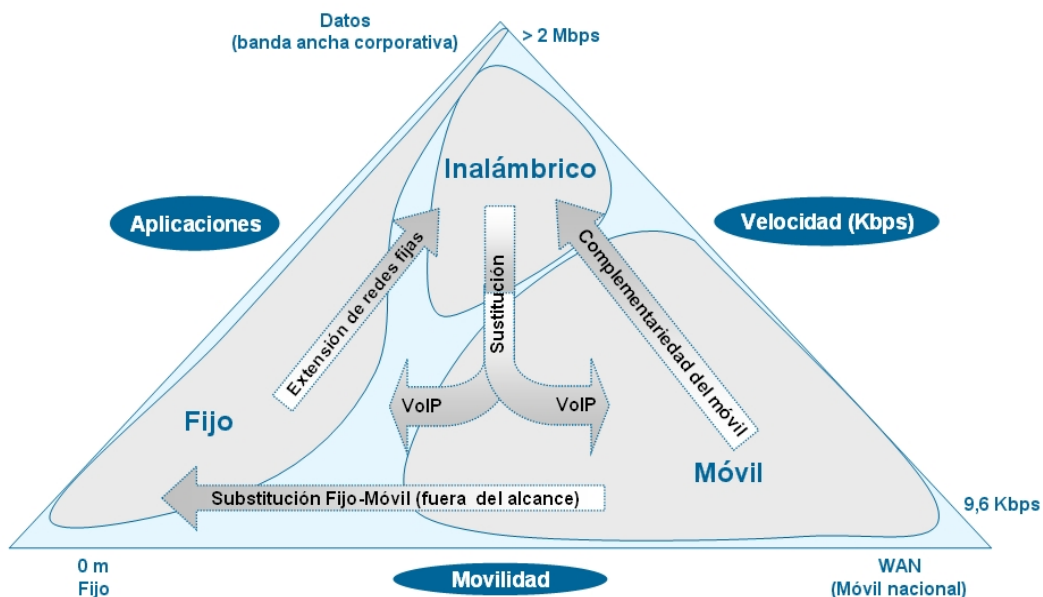 Datos
(banda ancha corporativa)
> 2 Mbps
Inalámbrico
Aplicaciones
Velocidad (Kbps)
Extensión de redes fijas
Sustitución
Complementariedad del móvil
VoIP
VoIP
Fijo
Móvil
Substitución Fijo-Móvil (fuera del alcance)
9,6 Kbps
0 m
Fijo
Movilidad
WAN
(Móvil nacional)